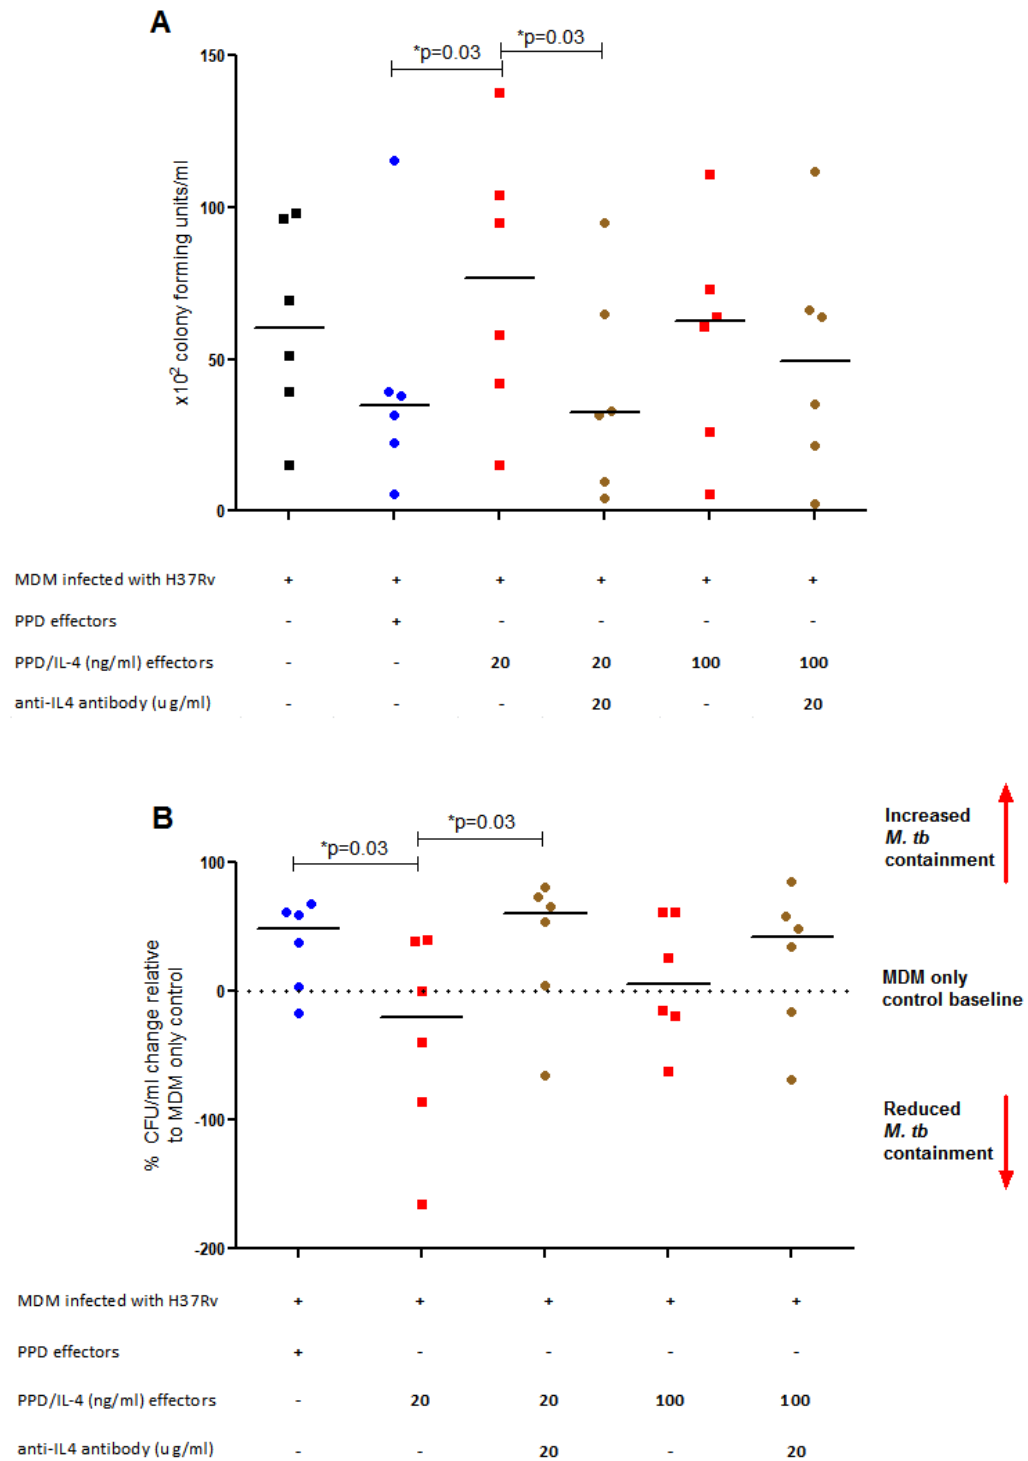 A
*p=0.03
*p=0.03
150
100
50
0
x10² colony forming units/ml
MDM infected with H37Rv + + + + + +
PPD effectors - + - - - -
PPD/IL-4 (ng/ml) effectors - - 20 20 100 100
anti-IL4 antibody (ug/ml) - - - 20 - 20
B
*p=0.03
*p=0.03
100
0
-100
-200
% CFU/ml change relative
to MDM only control
Increased
M. tb
containment
MDM only
control baseline
Reduced
M. tb
containment
MDM infected with H37Rv + + + + +
PPD effectors + - - - -
PPD/IL-4 (ng/ml) effectors - 20 20 100 100
anti-IL4 antibody (ug/ml) - - 20 - 20